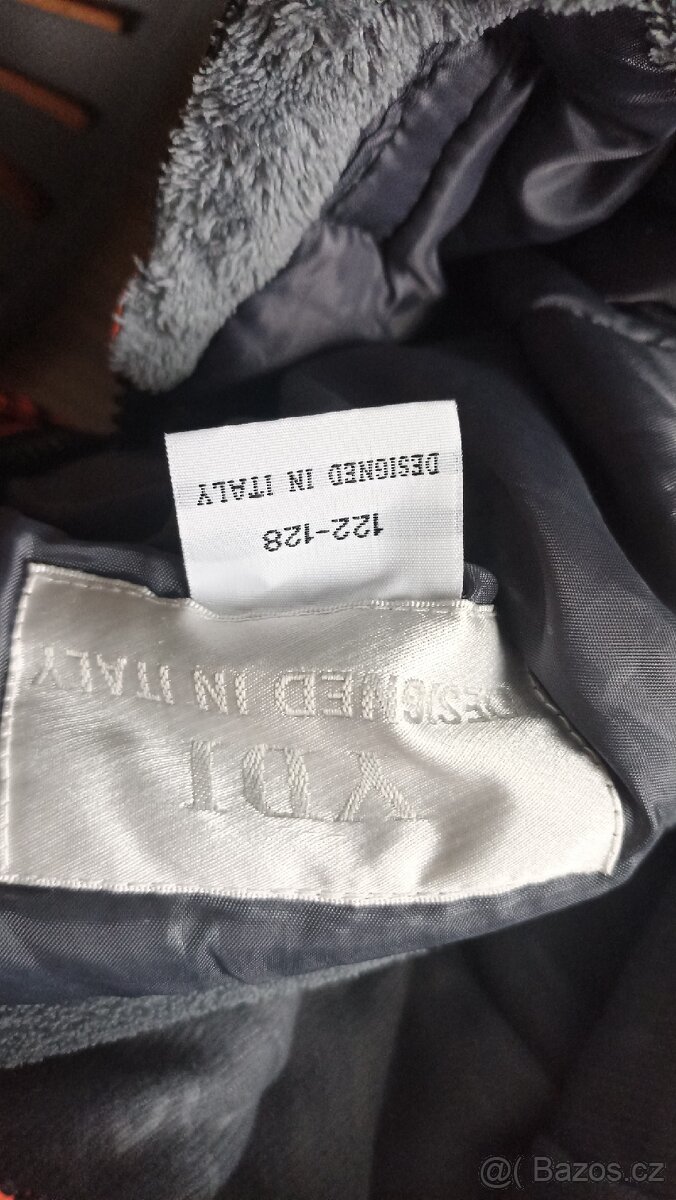 YDI
DESIGNED IN ITALY
122-128
DESIGNED IN ITALY
@( Bazos.cz